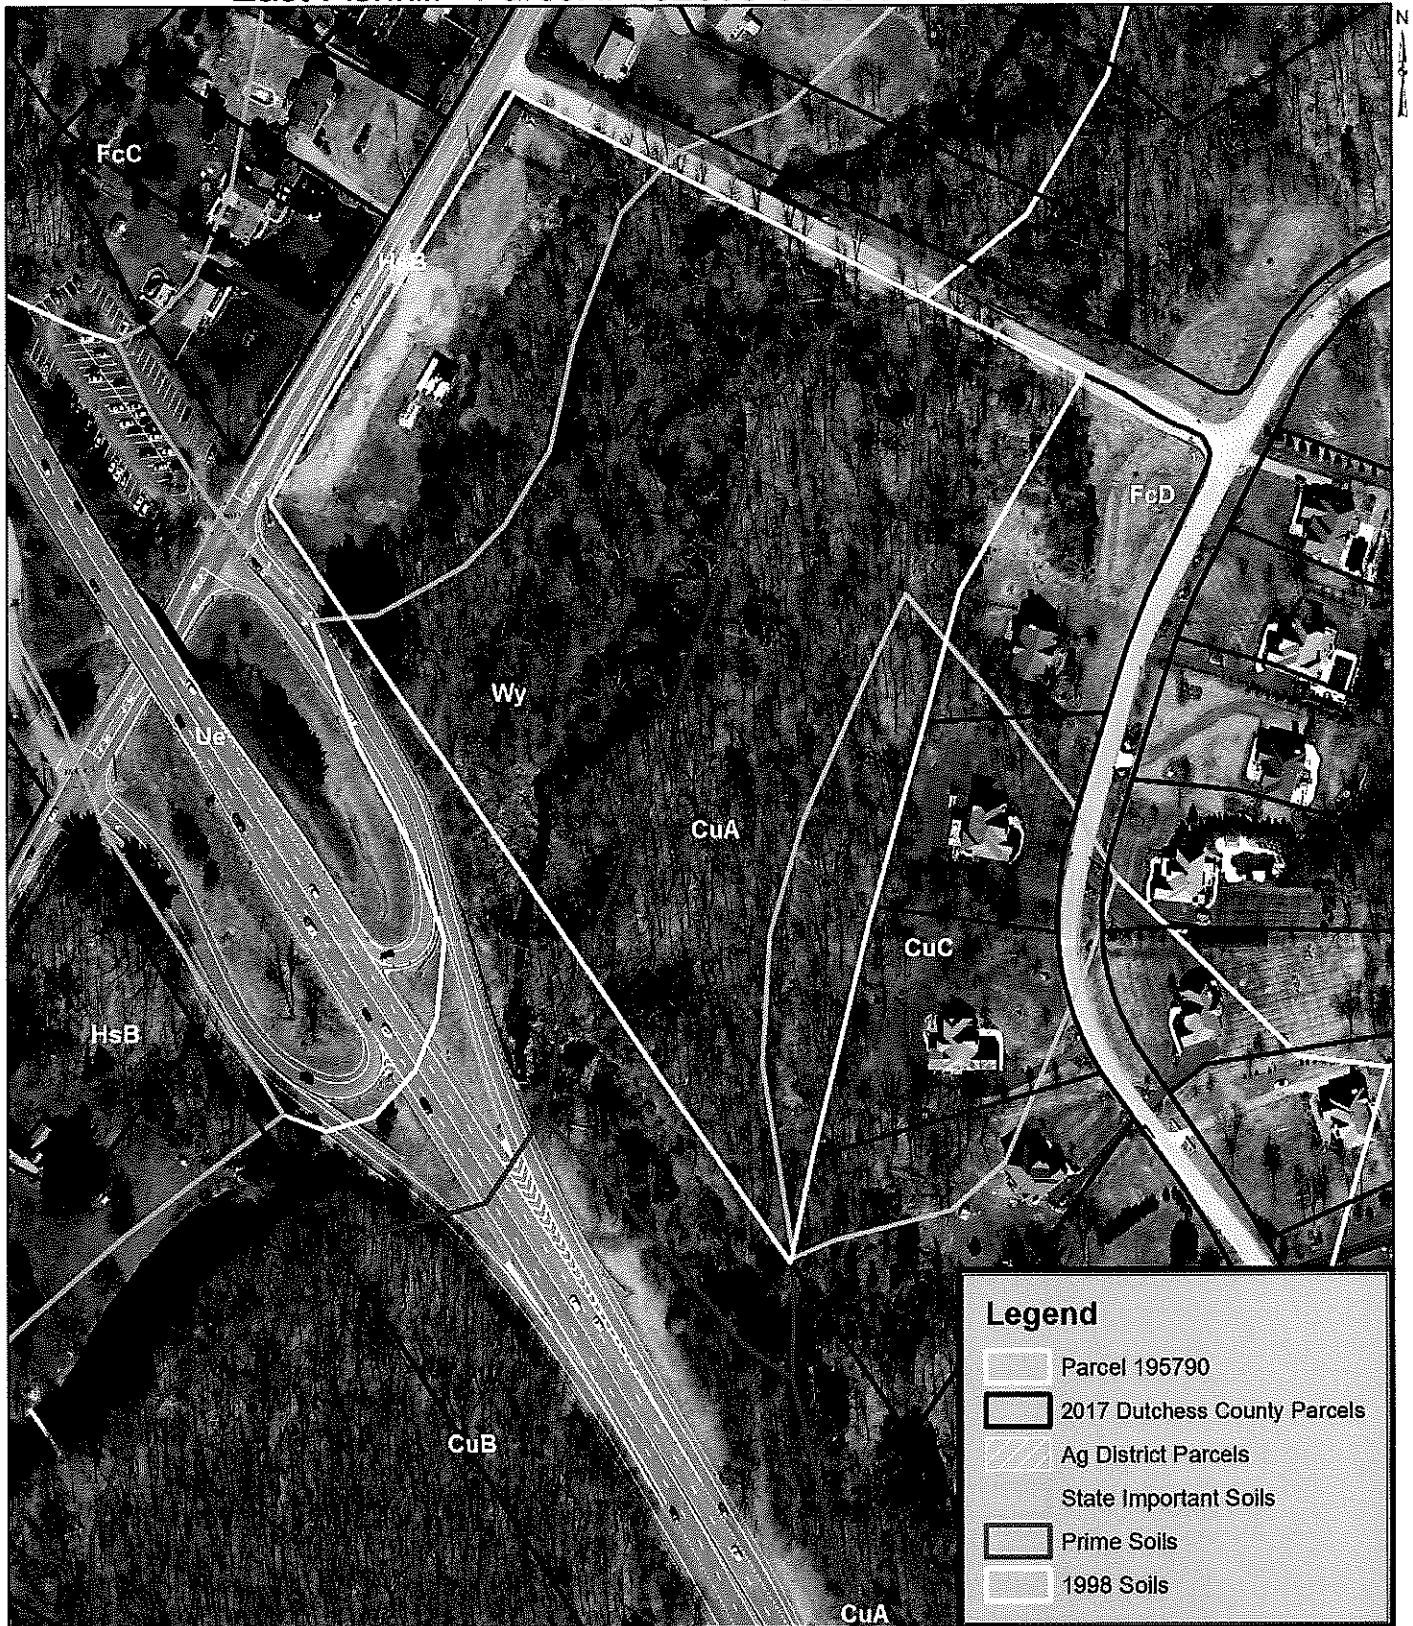 N
FcC
HsB
FcD
Wy
Ue
CuA
CuC
HsB
CuB
CuA
Legend
Parcel 195790
2017 Dutchess County Parcels
Ag District Parcels
State Important Soils
Prime Soils
1998 Soils